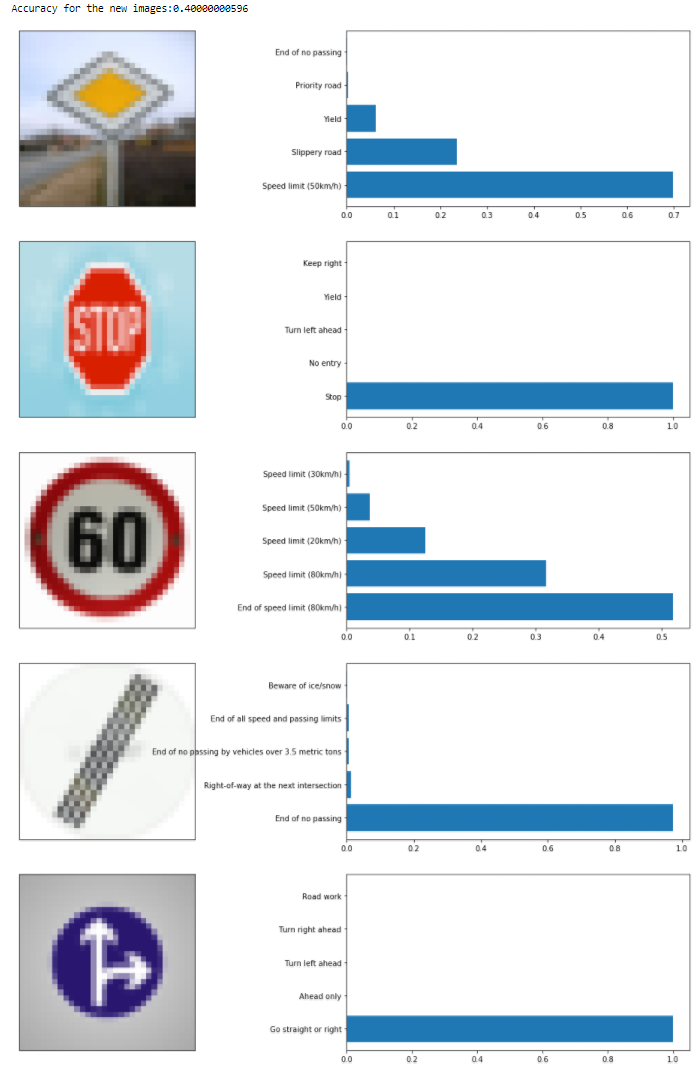 Accuracy for the new images:0.40000000596
End of no passing
Priority road
Yield
Slippery road
Speed limit (50km/h)
0.0 0.1 0.2 0.3 0.4 0.5 0.6 0.7
STOP
Keep right
Yield
Turn left ahead
No entry
Stop
0.0 0.2 0.4 0.6 0.8 1.0
60
Speed limit (30km/h)
Speed limit (50km/h)
Speed limit (20km/h)
Speed limit (80km/h)
End of speed limit (80km/h)
0.0 0.1 0.2 0.3 0.4 0.5
Beware of ice/snow
End of all speed and passing limits
End of no passing by vehicles over 3.5 metric tons
Right-of-way at the next intersection
End of no passing
0.0 0.2 0.4 0.6 0.8 1.0
Road work
Turn right ahead
Turn left ahead
Ahead only
Go straight or right
0.0 0.2 0.4 0.6 0.8 1.0